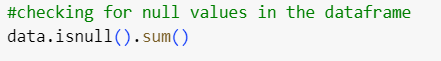 #checking for null values in the dataframe
data.isnull().sum()